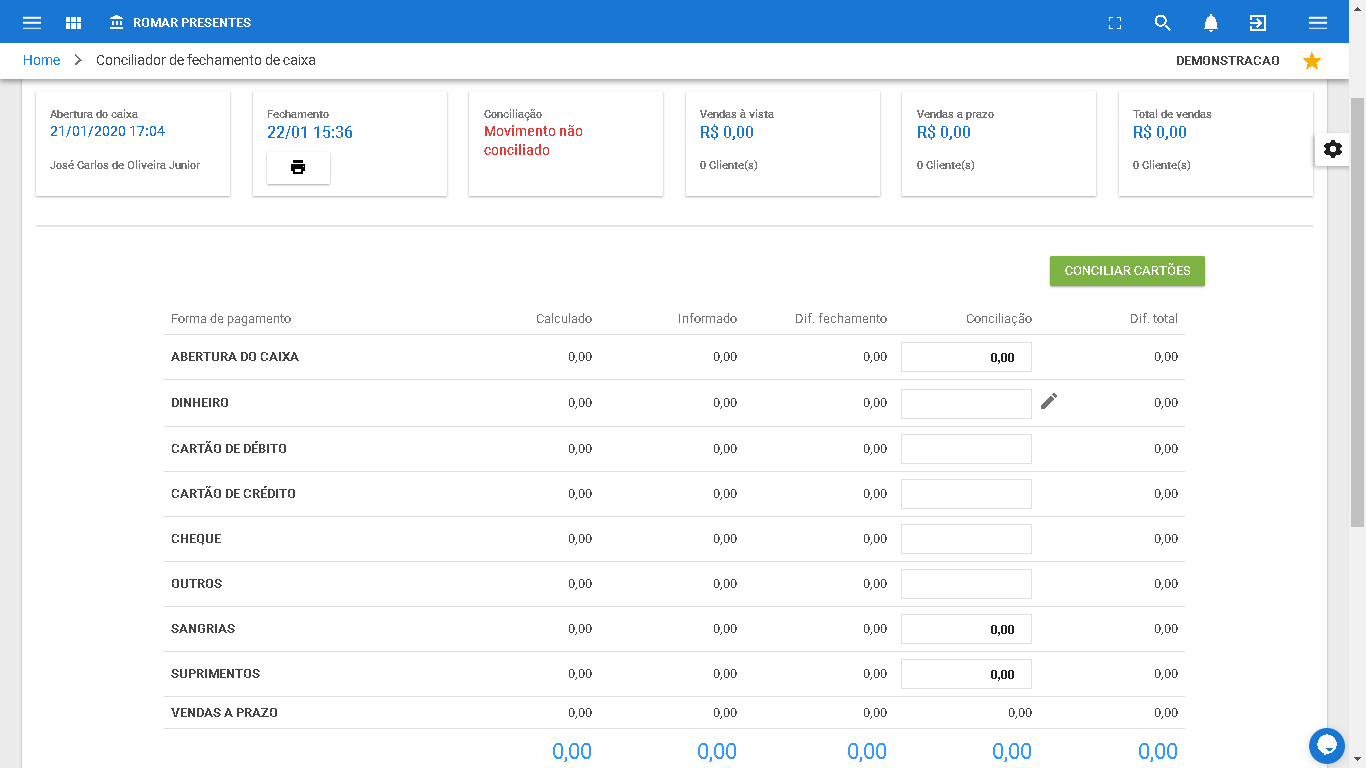 ROMAR PRESENTES
Home Conciliador de fechamento de caixa DEMONSTRACAO
Abertura do caixa
21/01/2020 17:04
José Carlos de Oliveira Junior
Fechamento
22/01 15:36
Conciliação
Movimento não
conciliado
Vendas à vista
R$ 0,00
0 Cliente(s)
Vendas a prazo
R$ 0,00
0 Cliente(s)
Total de vendas
R$ 0,00
0 Cliente(s)
CONCILIAR CARTÕES
Forma de pagamento Calculado Informado Dif. fechamento Conciliação Dif. total
ABERTURA DO CAIXA 0,00 0,00 0,00 0,00 0,00
DINHEIRO 0,00 0,00 0,00 0,00
CARTÃO DE DÉBITO 0,00 0,00 0,00 0,00
CARTÃO DE CRÉDITO 0,00 0,00 0,00 0,00
CHEQUE 0,00 0,00 0,00 0,00
OUTROS 0,00 0,00 0,00 0,00
SANGRIAS 0,00 0,00 0,00 0,00 0,00
SUPRIMENTOS 0,00 0,00 0,00 0,00 0,00
VENDAS A PRAZO 0,00 0,00 0,00 0,00 0,00
0,00 0,00 0,00 0,00 0,00